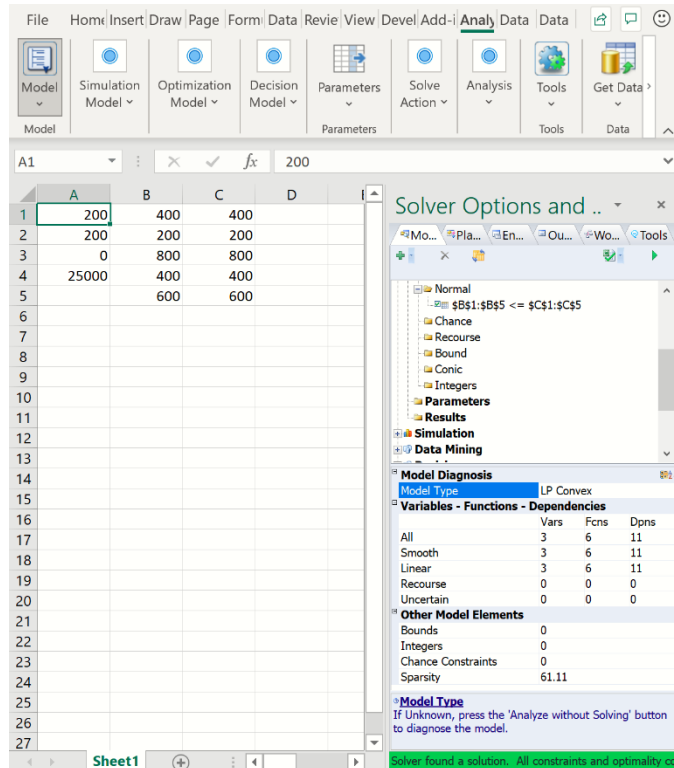 File Home Insert Draw Page Form Data Revie View Devel Add-i Analy Data Data
Model Simulation Model Optimization Model Decision Model Parameters Solve Action Analysis Tools Get Data
Model Parameters Tools Data
A1 fx 200
A B C D
1 200 400 400
2 200 200 200
3 0 800 800
4 25000 400 400
5 600 600
6
7
8
9
10
11
12
13
14
15
16
17
18
19
20
21
22
23
24
25
26
27
Sheet1
Solver Options and ..
Mo... Pla... En... Ou... Wo... Tools
Normal
$B$1:$B$5 <= $C$1:$C$5
Chance
Recourse
Bound
Conic
Integers
Parameters
Results
Simulation
Data Mining
Model Diagnosis
Model Type LP Convex
Variables - Functions - Dependencies
Vars Fcns Dpns
All 3 6 11
Smooth 3 6 11
Linear 3 6 11
Recourse 0 0 0
Uncertain 0 0 0
Other Model Elements
Bounds 0
Integers 0
Chance Constraints 0
Sparsity 61.11
Model Type
If Unknown, press the 'Analyze without Solving' button
to diagnose the model.
Solver found a solution. All constraints and optimality co